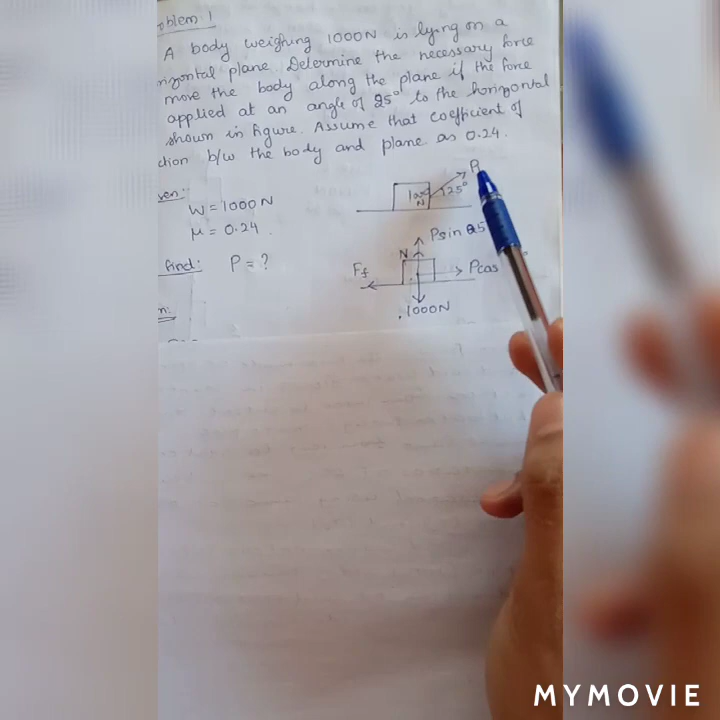 oblem 1
A body weighing 1000N is lying on a
rizontal plane. Determine the necessary force
move the body along the plane if the force
applied at an angle of 25° to the horizontal
shown in figure. Assume that coefficient of
ction b/w the body and plane as 0.24.
ven:
W = 1000 N
μ = 0.24.
find: P = ?
n:
P
25°
N
P sin 25
N
Ff
P cos
1000N
MYMOVIE